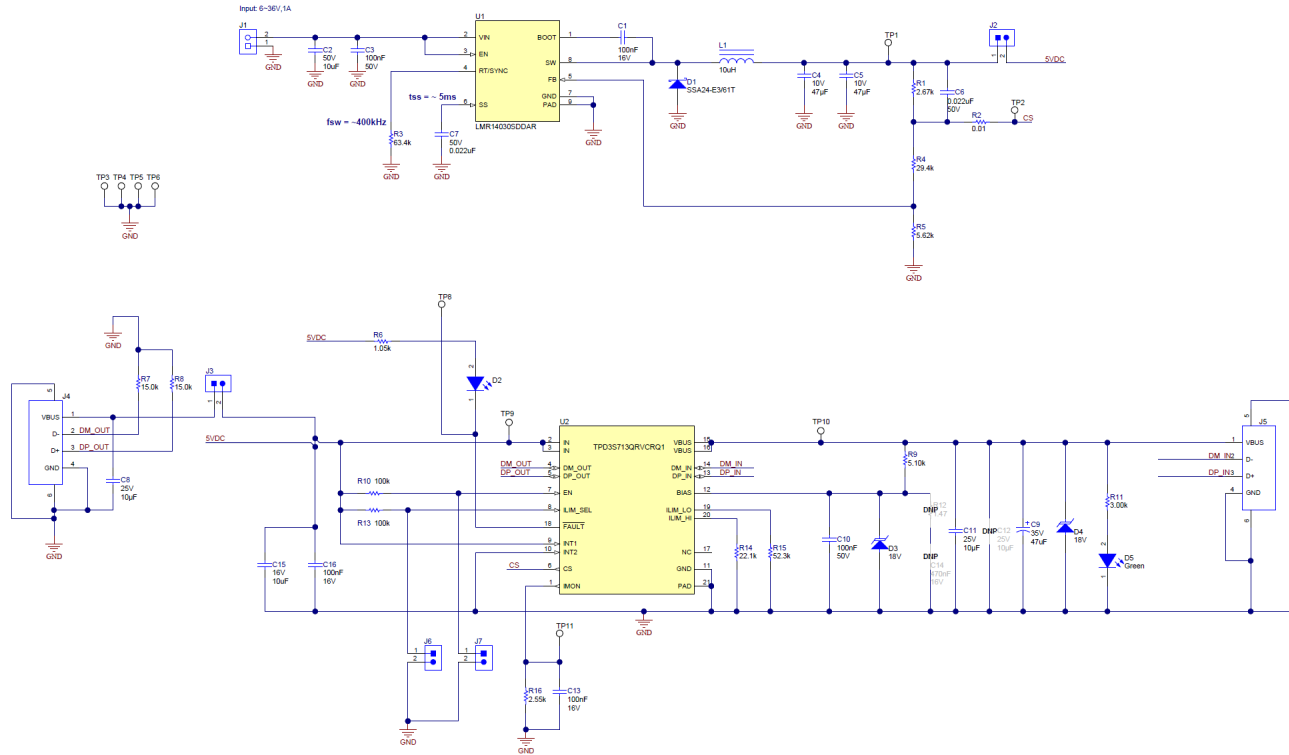 Input: 6~36V,1A
J1
2
1
GND
C2
50V
10uF
GND
C3
100nF
50V
GND
U1
2
VIN
3
EN
4
RT/SYNC
6
SS
BOOT
1
SW
8
FB
5
GND
7
PAD
9
LMR14030SDDAR
tss = ~ 5ms
fsw = ~400kHz
R3
63.4k
GND
C7
50V
0.022uF
GND
GND
C1
100nF
16V
D1
SSA24-E3/61T
GND
L1
10uH
C4
10V
47µF
GND
C5
10V
47µF
GND
TP1
J2
1
2
5VDC
R1
2.67k
C6
0.022uF
50V
TP2
R2
0.01
CS
R4
29.4k
R5
5.62k
GND
TP3
TP4
TP5
TP6
GND
GND
R7
15.0k
R8
15.0k
J3
1
2
5
J4
VBUS
1
D-
2
DM_OUT
D+
3
DP_OUT
GND
4
6
GND
C8
25V
10µF
5VDC
5VDC
R6
1.05k
TP8
2
D2
1
TP9
R10 100k
R13 100k
C15
16V
10uF
C16
100nF
16V
DM_OUT
DP_OUT
CS
U2
TPD3S713QRVCRQ1
2
IN
3
IN
4
DM_OUT
5
DP_OUT
7
EN
8
ILIM_SEL
18
FAULT
9
INT1
10
INT2
6
CS
1
IMON
VBUS
15
VBUS
16
DM_IN
14
DM_IN
DP_IN
13
DP_IN
BIAS
12
ILIM_LO
19
ILIM_HI
20
NC
17
GND
11
PAD
21
GND
J6
1
2
J7
1
2
GND
TP11
R16
2.55k
C13
100nF
16V
GND
TP10
R14
22.1k
R15
52.3k
C10
100nF
50V
D3
18V
R9
5.10k
DNP
DNP
C14
470nF
16V
C11
25V
10µF
DNP
C12
25V
10µF
C9
35V
47uF
D4
18V
R11
3.00k
2
D5
Green
1
5
J5
1
VBUS
DM_IN2
D-
DP_IN3
D+
4
GND
6